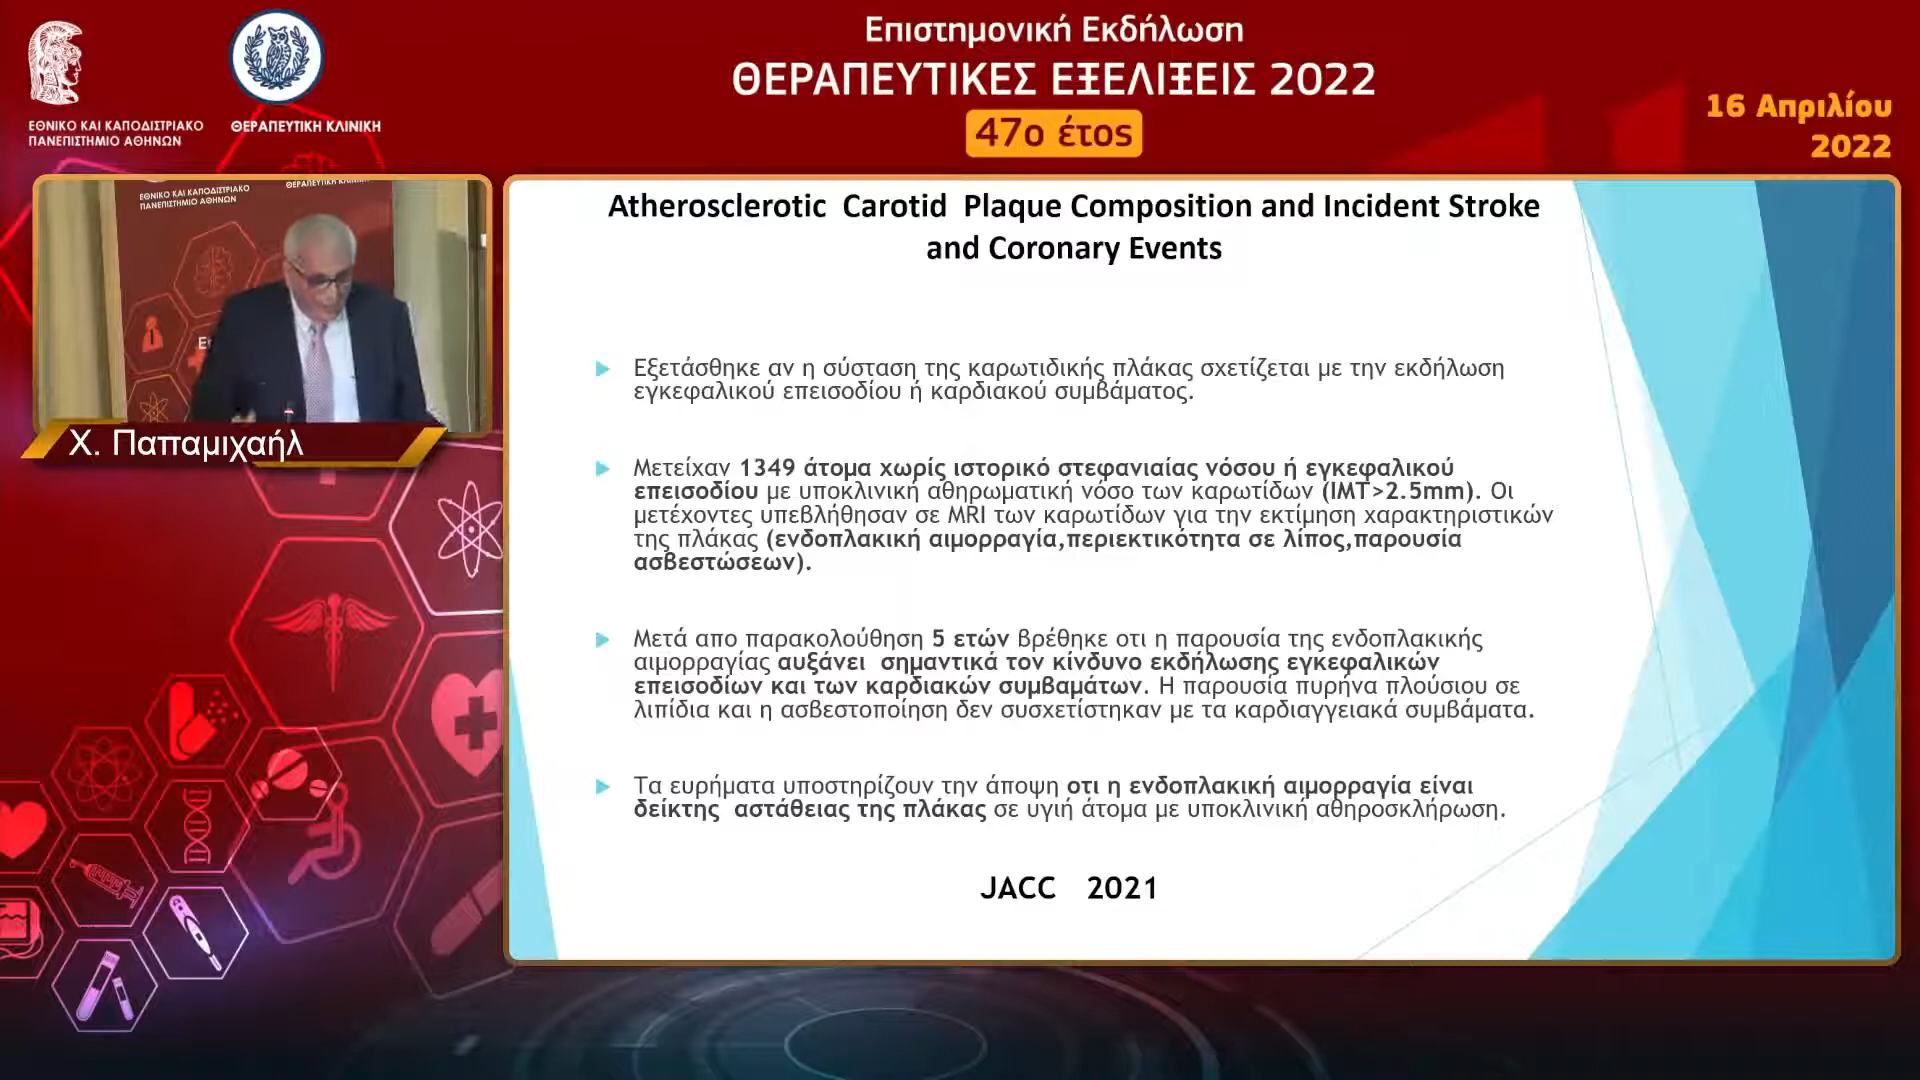 Επιστημονική Εκδήλωση
ΘΕΡΑΠΕΥΤΙΚΕΣ ΕΞΕΛΙΞΕΙΣ 2022
47ο έτος
16 Απριλίου
2022
ΕΘΝΙΚΟ ΚΑΙ ΚΑΠΟΔΙΣΤΡΙΑΚΟ
ΠΑΝΕΠΙΣΤΗΜΙΟ ΑΘΗΝΩΝ
ΘΕΡΑΠΕΥΤΙΚΗ ΚΛΙΝΙΚΗ
ΕΘΝΙΚΟ ΚΑΙ ΚΑΠΟΔΙΣΤΡΙΑΚΟ
ΠΑΝΕΠΙΣΤΗΜΙΟ ΑΘΗΝΩΝ
ΘΕΡΑΠΕΥΤΙΚΗ ΚΛΙΝΙΚΗ
Χ. Παπαμιχαήλ
Atherosclerotic Carotid Plaque Composition and Incident Stroke
and Coronary Events
Εξετάσθηκε αν η σύσταση της καρωτιδικής πλάκας σχετίζεται με την εκδήλωση
εγκεφαλικού επεισοδίου ή καρδιακού συμβάματος.
Μετείχαν 1349 άτομα χωρίς ιστορικό στεφανιαίας νόσου ή εγκεφαλικού
επεισοδίου με υποκλινική αθηρωματική νόσο των καρωτίδων (IMT>2.5mm). Οι
μετέχοντες υπεβλήθησαν σε MRI των καρωτίδων για την εκτίμηση χαρακτηριστικών
της πλάκας (ενδοπλακική αιμορραγία,περιεκτικότητα σε λίπος,παρουσία
ασβεστώσεων).
Μετά απο παρακολούθηση 5 ετών βρέθηκε οτι η παρουσία της ενδοπλακικής
αιμορραγίας αυξάνει σημαντικά τον κίνδυνο εκδήλωσης εγκεφαλικών
επεισοδίων και των καρδιακών συμβαμάτων. Η παρουσία πυρήνα πλούσιου σε
λιπίδια και η ασβεστοποίηση δεν συσχετίστηκαν με τα καρδιαγγειακά συμβάματα.
Τα ευρήματα υποστηρίζουν την άποψη οτι η ενδοπλακική αιμορραγία είναι
δείκτης αστάθειας της πλάκας σε υγιή άτομα με υποκλινική αθηροσκλήρωση.
JACC 2021